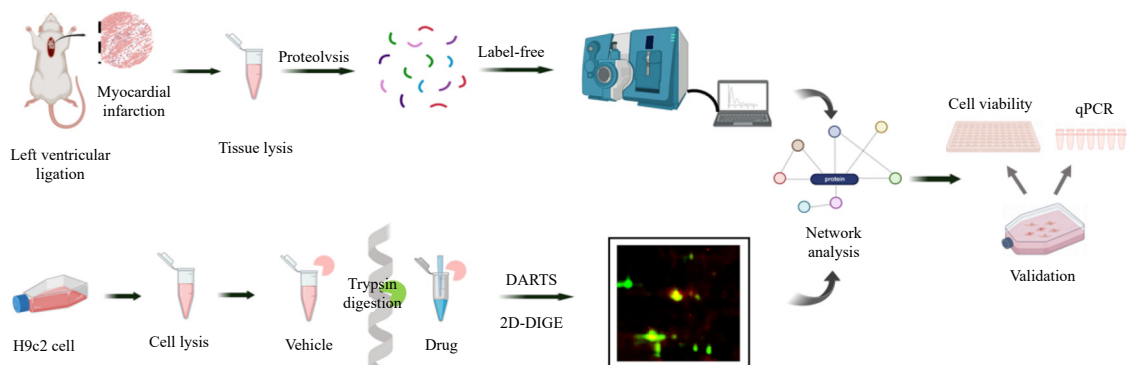 Myocardial
infarction
Left ventricular
ligation
Tissue lysis
Proteolvsis
Label-free
protein
Network
analysis
Cell viability
qPCR
Validation
H9c2 cell
Cell lysis
Vehicle
Trypsin
digestion
Drug
DARTS
2D-DIGE